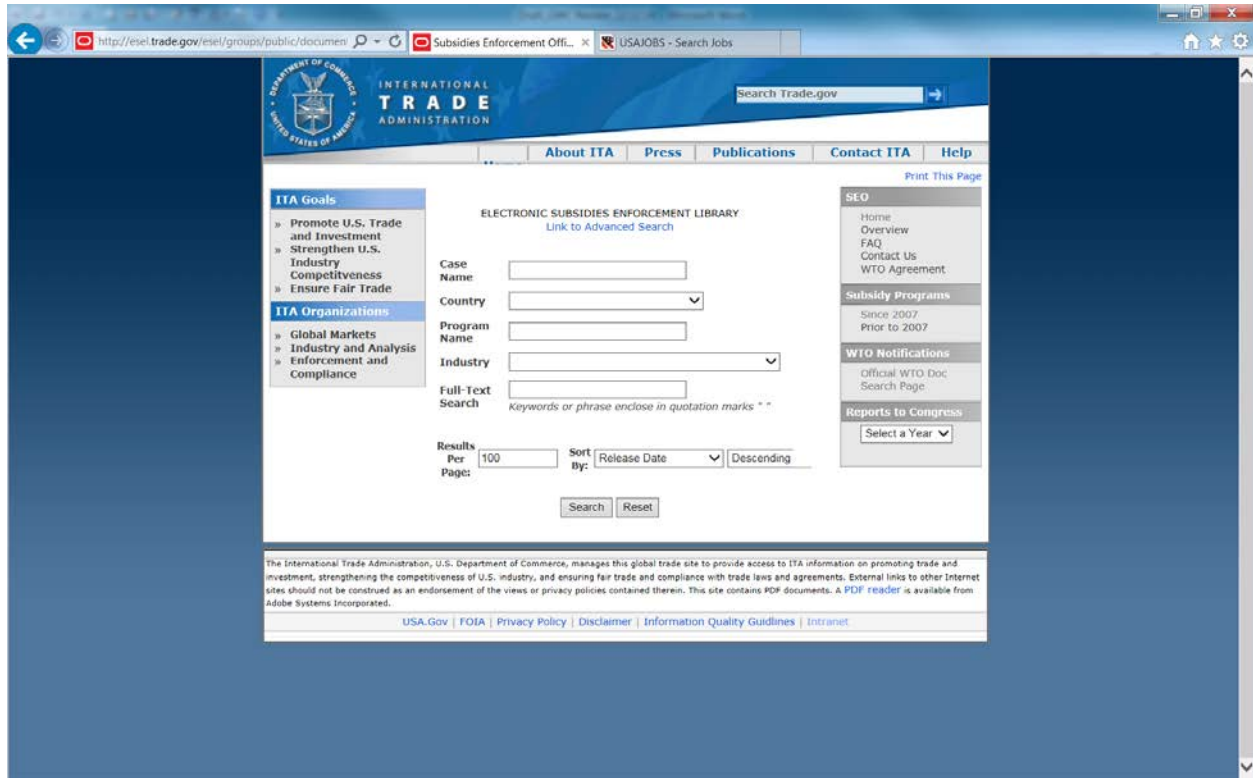 http://esel.trade.gov/esel/groups/public/documen
Subsidies Enforcement Offi...
USAJOBS - Search Jobs
DEPARTMENT OF COMMERCE
UNITED STATES OF AMERICA
INTERNATIONAL
TRADE
ADMINISTRATION
Search Trade.gov
About ITA | Press | Publications | Contact ITA | Help
Print This Page
ITA Goals
» Promote U.S. Trade
and Investment
» Strengthen U.S.
Industry
Competitveness
» Ensure Fair Trade
ITA Organizations
» Global Markets
» Industry and Analysis
» Enforcement and
Compliance
ELECTRONIC SUBSIDIES ENFORCEMENT LIBRARY
Link to Advanced Search
Case
Name
Country
Program
Name
Industry
Full-Text
Search
Keywords or phrase enclose in quotation marks " "
Results
Per
Page:
100
Sort
By:
Release Date
Descending
Search
Reset
SEO
Home
Overview
FAQ
Contact Us
WTO Agreement
Subsidy Programs
Since 2007
Prior to 2007
WTO Notifications
Official WTO Doc
Search Page
Reports to Congress
Select a Year
The International Trade Administration, U.S. Department of Commerce, manages this global trade site to provide access to ITA information on promoting trade and
investment, strengthening the competitiveness of U.S. industry, and ensuring fair trade and compliance with trade laws and agreements. External links to other Internet
sites should not be construed as an endorsement of the views or privacy policies contained therein. This site contains PDF documents. A PDF reader is available from
Adobe Systems Incorporated.
USA.Gov | FOIA | Privacy Policy | Disclaimer | Information Quality Guidlines | Intranet